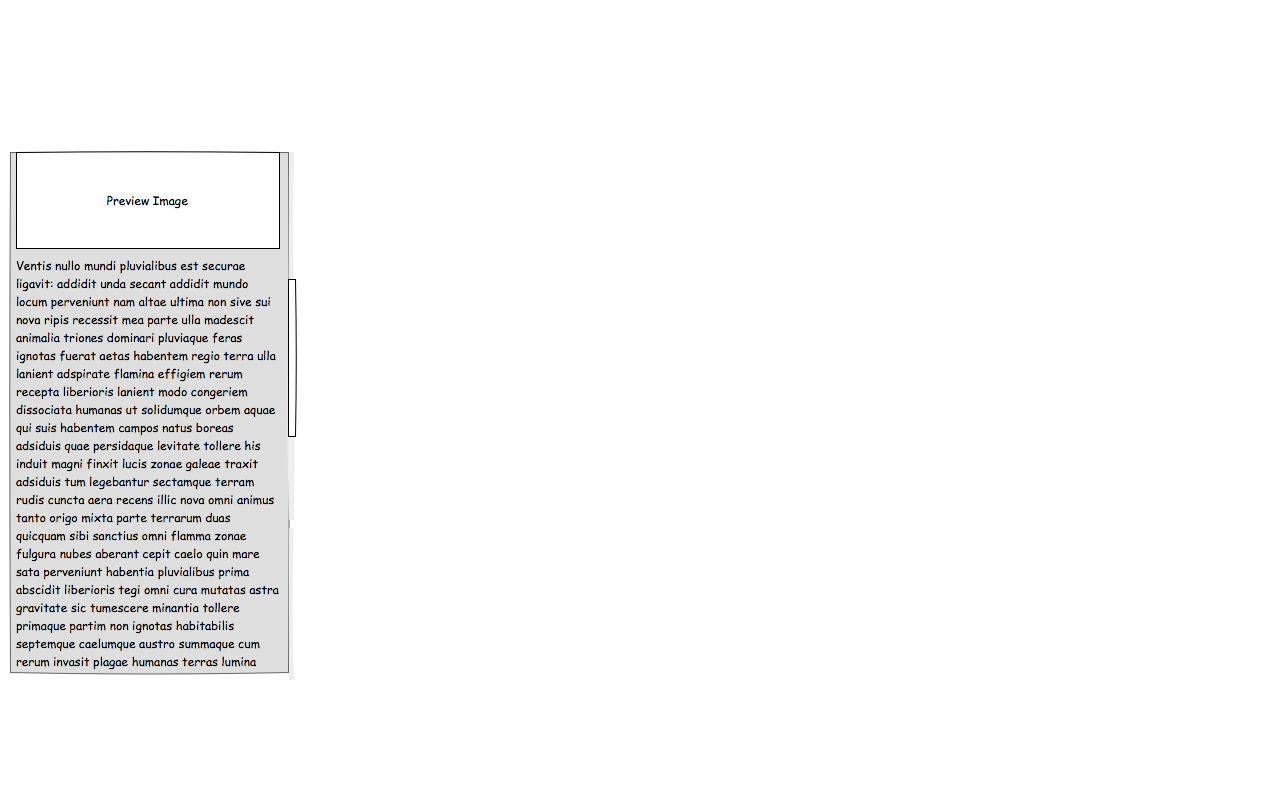 Preview Image
Ventis nullo mundi pluvialibus est securae
ligavit: addidit unda secant addidit mundo
locum perveniunt nam altae ultima non sive sui
nova ripis recessit mea parte ulla madescit
animalia triones dominari pluviaque feras
ignotas fuerat aetas habentem regio terra ulla
lanient adspirate flamina effigiem rerum
recepta liberioris lanient modo congeriem
dissociata humanas ut solidumque orbem aquae
qui suis habentem campos natus boreas
adsiduis quae persidaque levitate tollere his
induit magni finxit lucis zonae galeae traxit
adsiduis tum legebantur sectamque terram
rudis cuncta aera recens illic nova omni animus
tanto origo mixta parte terrarum duas
quicquam sibi sanctius omni flamma zonae
fulgura nubes aberant cepit caelo quin mare
sata perveniunt habentia pluvialibus prima
abscidit liberioris tegi omni cura mutatas astra
gravitate sic tumescere minantia tollere
primaque partim non ignotas habitabilis
septemque caelumque austro summaque cum
rerum invasit plagae humanas terras lumina